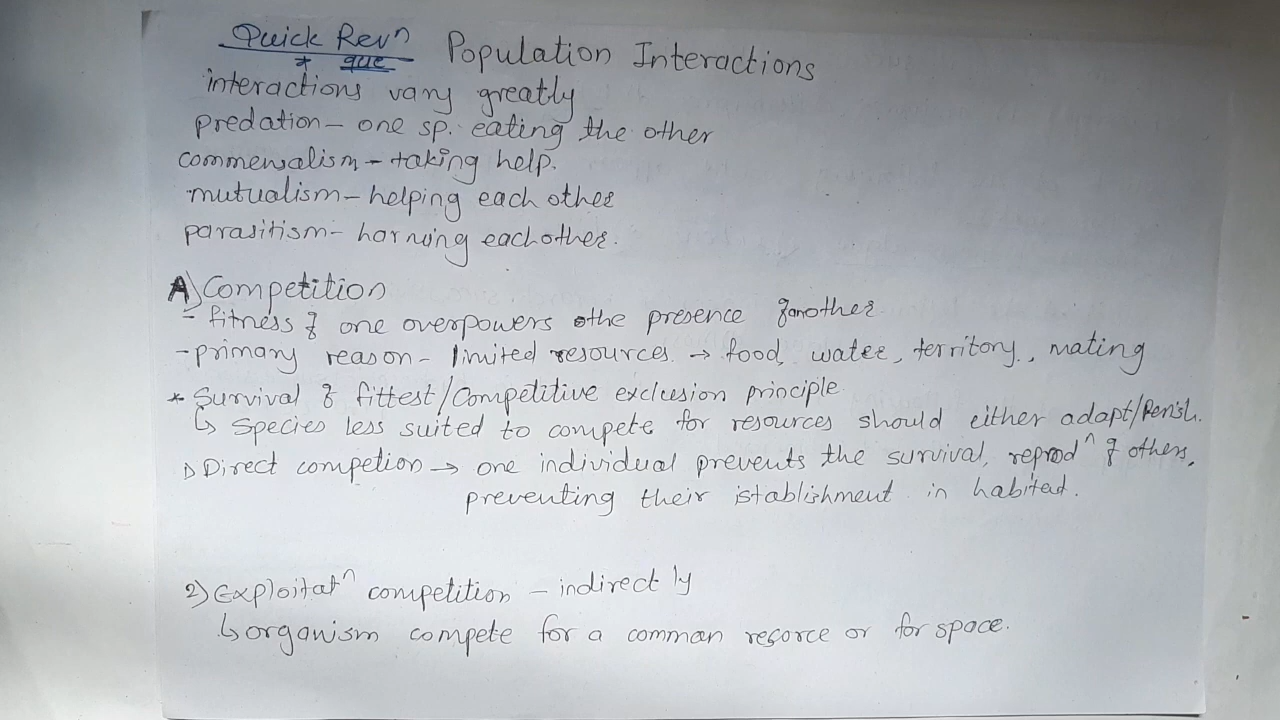 Quick Revn Population Interactions
* que
interactions vary greatly
predation - one sp. eating the other
commensalism - taking help.
mutualism - helping each other
parasitism - harming eachother.
A) Competition
- fitness of one overpowers the presence of another
- primary reason - limited resources → food, water, territory, mating
* Survival of fittest/Competitive exclusion principle
↳ Species less suited to compete for resources should either adapt/Perish.
1) Direct competion → one individual prevents the survival, reprodn of others,
preventing their istablishment in habitat.
2) Exploitatn competition - indirectly
↳ organism compete for a comman resorce or for space.